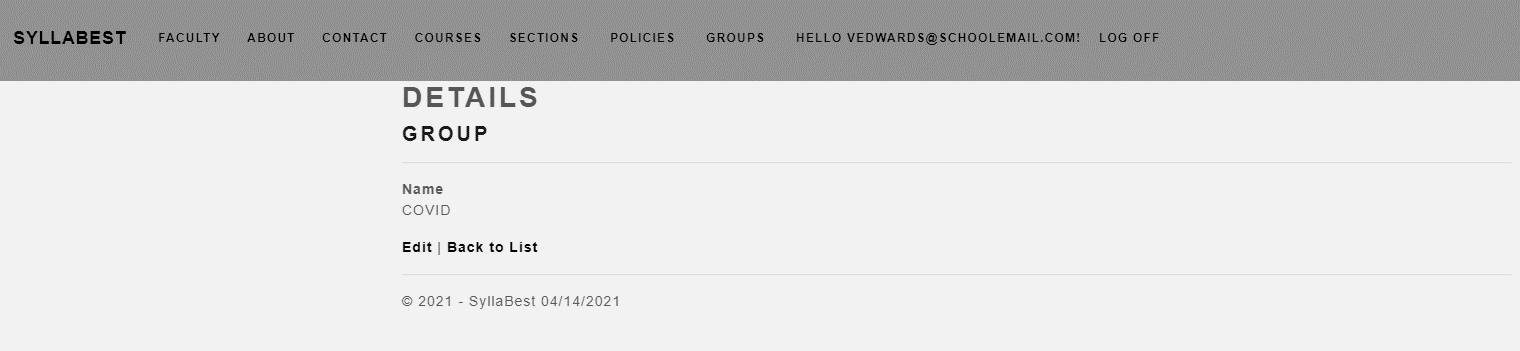 SYLLABEST FACULTY ABOUT CONTACT COURSES SECTIONS POLICIES GROUPS HELLO VEDWARDS@SCHOOLEMAIL.COM! LOG OFF
DETAILS
GROUP
Name
COVID
Edit | Back to List
© 2021 - SyllaBest 04/14/2021